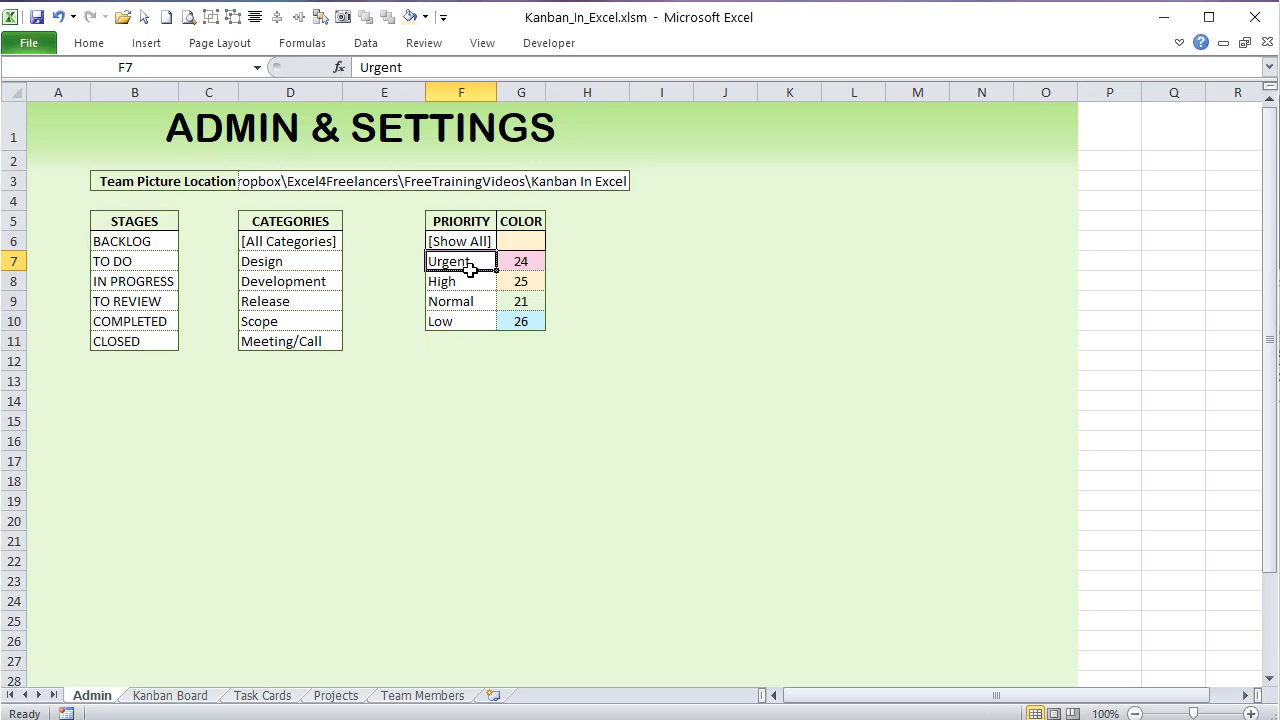 Kanban_In_Excel.xlsm - Microsoft Excel
File Home Insert Page Layout Formulas Data Review View Developer
F7 fx Urgent
A B C D E F G H I J K L M N O P Q R
1 ADMIN & SETTINGS
2
3 Team Picture Location ropbox\Excel4Freelancers\FreeTrainingVideos\Kanban In Excel
4
5 STAGES CATEGORIES PRIORITY COLOR
6 BACKLOG [All Categories] [Show All]
7 TO DO Design Urgent 24
8 IN PROGRESS Development High 25
9 TO REVIEW Release Normal 21
10 COMPLETED Scope Low 26
11 CLOSED Meeting/Call
12
13
14
15
16
17
18
19
20
21
22
23
24
25
26
27
28
Admin Kanban Board Task Cards Projects Team Members
Ready 100%